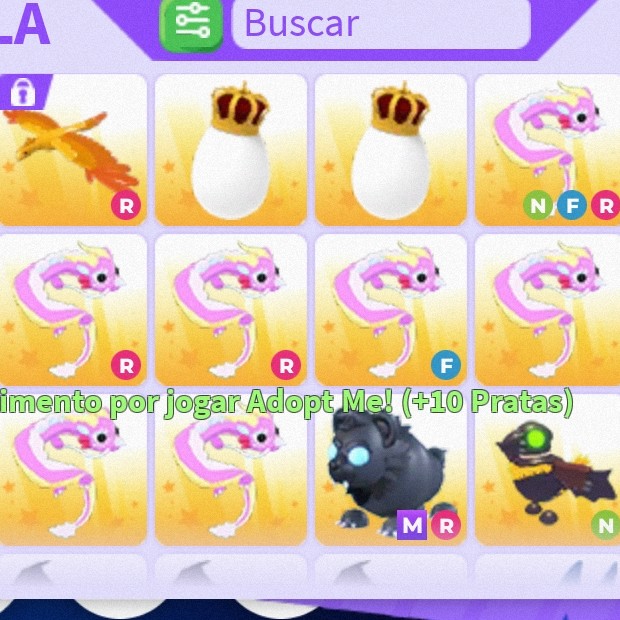 LA
Buscar
R
N F R
R
R
F
imento por jogar Adopt Me! (+10 Pratas)
M R
N